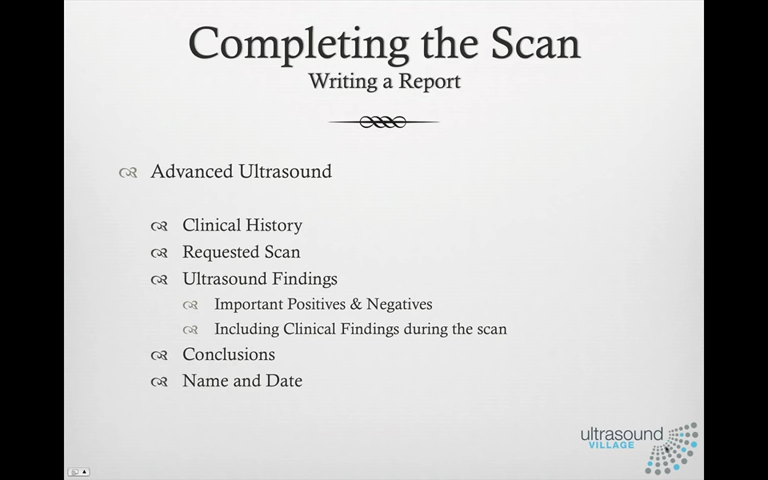 Completing the Scan
Writing a Report
Advanced Ultrasound
Clinical History
Requested Scan
Ultrasound Findings
Important Positives & Negatives
Including Clinical Findings during the scan
Conclusions
Name and Date
ultrasound
VILLAGE